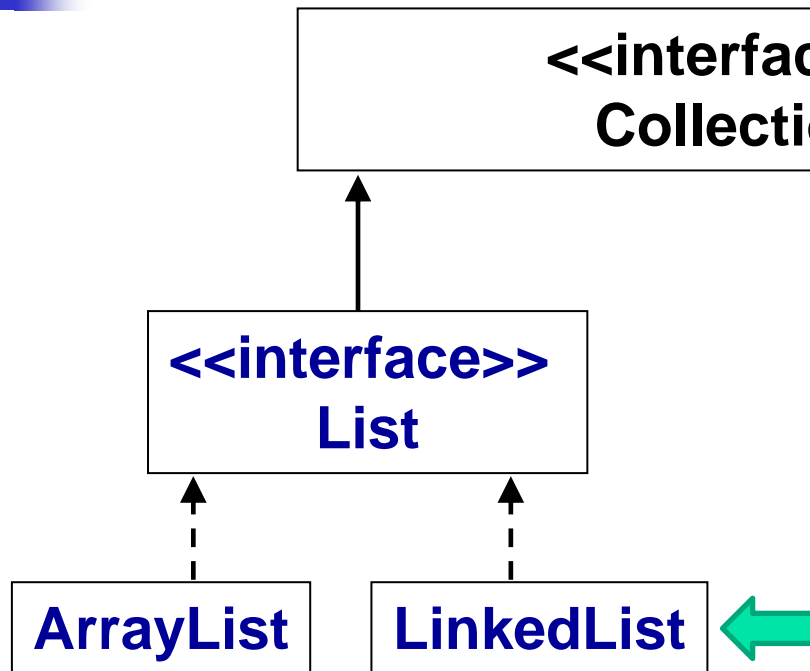 <<interfac
Collecti
<<interface>>
List
ArrayList
LinkedList